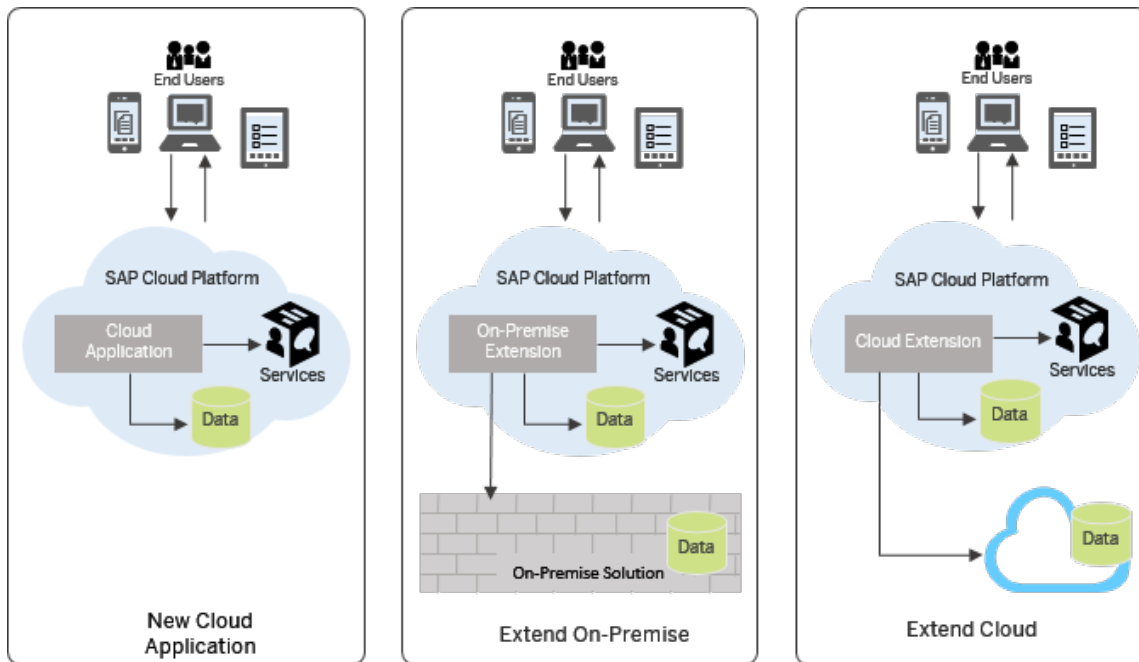 End Users
SAP Cloud Platform
Cloud
Application
Services
Data
New Cloud
Application
End Users
SAP Cloud Platform
On-Premise
Extension
Services
Data
Data
On-Premise Solution
Extend On-Premise
End Users
SAP Cloud Platform
Cloud Extension
Services
Data
Data
Extend Cloud